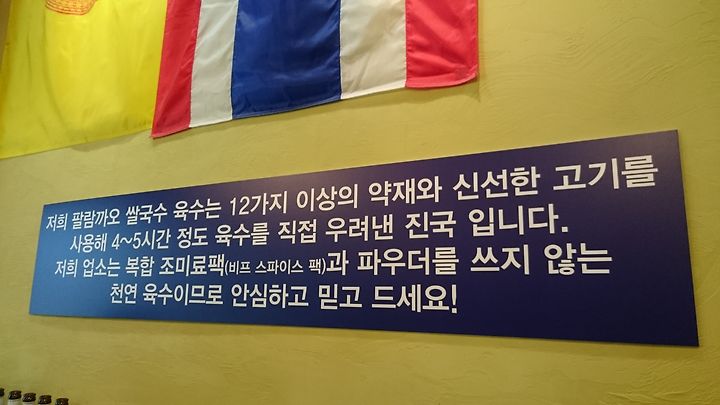 저희 팔람까오 쌀국수 육수는 12가지 이상의 약재와 신선한 고기를
사용해 4~5시간 정도 육수를 직접 우려낸 진국 입니다.
저희 업소는 복합 조미료팩(비프 스파이스 팩)과 파우더를 쓰지 않는
천연 육수이므로 안심하고 믿고 드세요!